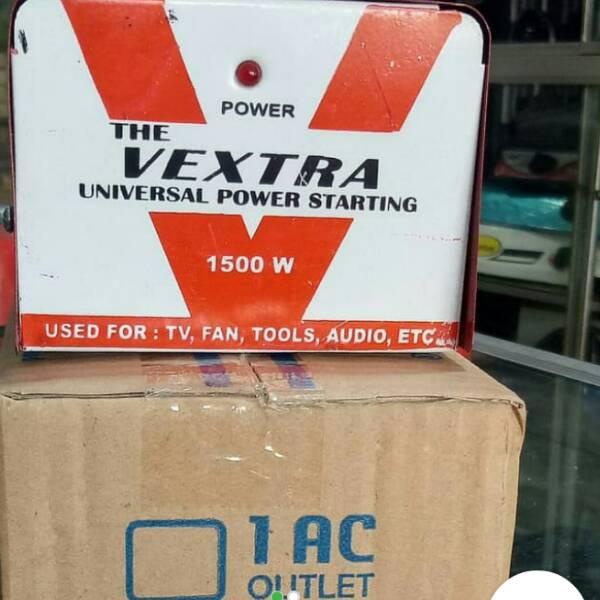 POWER
THE
VEXTRA
UNIVERSAL POWER STARTING
1500 W
USED FOR : TV, FAN, TOOLS, AUDIO, ETC
1 AC
OUTLET